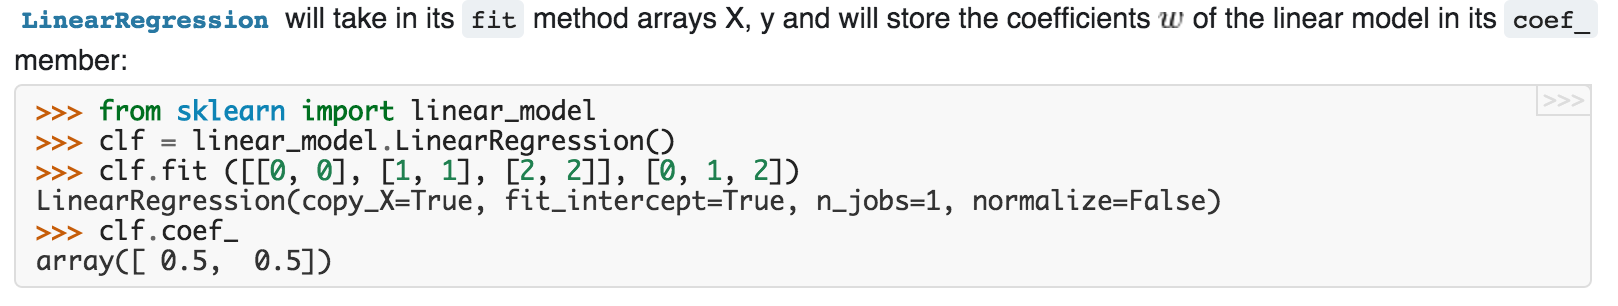 LinearRegression will take in its fit method arrays X, y and will store the coefficients w of the linear model in its coef_
member:
>>>
>>> from sklearn import linear_model
>>> clf = linear_model.LinearRegression()
>>> clf.fit ([[0, 0], [1, 1], [2, 2]], [0, 1, 2])
LinearRegression(copy_X=True, fit_intercept=True, n_jobs=1, normalize=False)
>>> clf.coef_
array([ 0.5,  0.5])